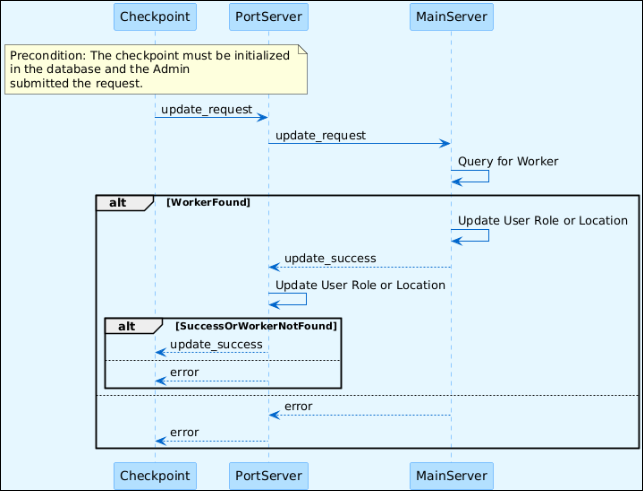 Checkpoint PortServer MainServer
Precondition: The checkpoint must be initialized
in the database and the Admin
submitted the request.
update_request
update_request
Query for Worker
alt [WorkerFound]
Update User Role or Location
update_success
Update User Role or Location
alt [SuccessOrWorkerNotFound]
update_success
error
error
error
Checkpoint PortServer MainServer